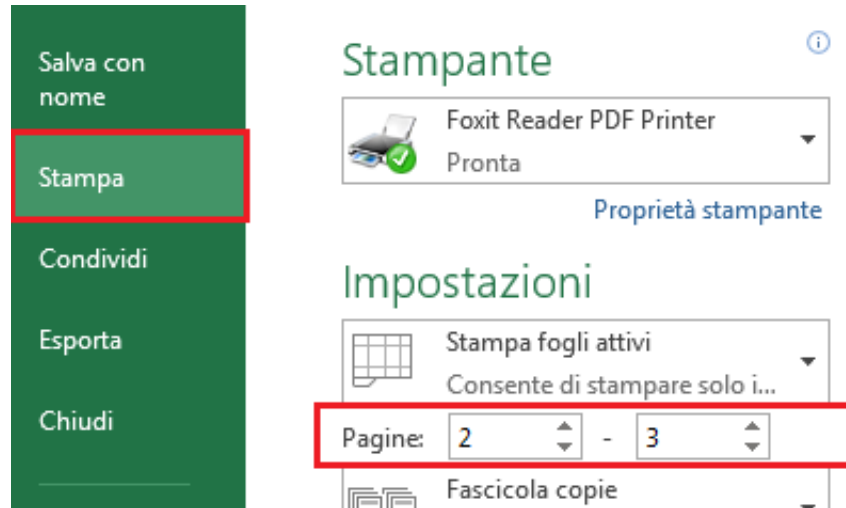 Salva con
nome
Stampa
Condividi
Esporta
Chiudi
Stampante
Foxit Reader PDF Printer
Pronta
Proprietà stampante
Impostazioni
Stampa fogli attivi
Consente di stampare solo i...
Pagine: 2 - 3
Fascicola copie